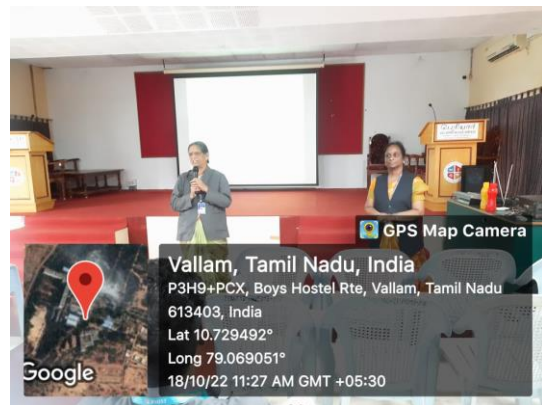 GPS Map Camera
Vallam, Tamil Nadu, India
P3H9+PCX, Boys Hostel Rte, Vallam, Tamil Nadu
613403, India
Lat 10.729492°
Long 79.069051°
18/10/22 11:27 AM GMT +05:30
Google